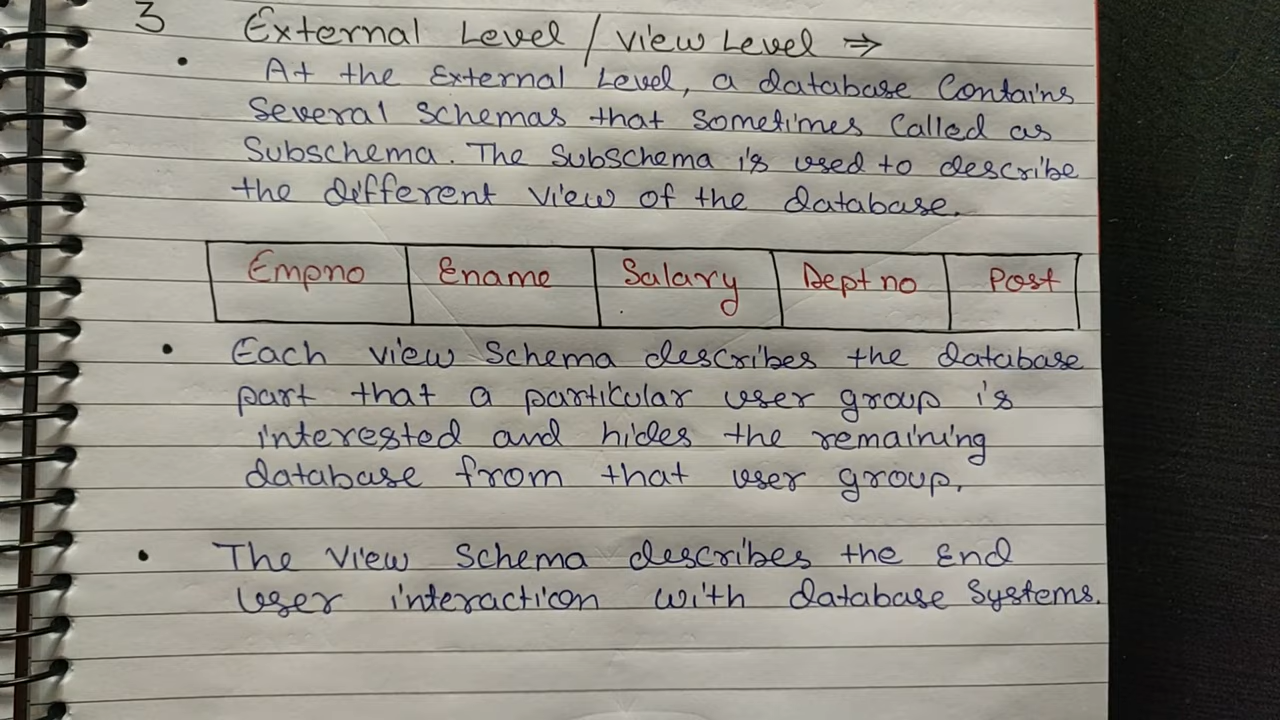 3 External Level / View Level ⇒
• At the External Level, a database Contains
Several Schemas that Sometimes Called as
Subschema. The Subschema is used to describe
the different view of the database.
Empno Ename Salary Deptno Post
• Each view Schema describes the database
part that a particular user group is
interested and hides the remaining
database from that user group.
• The View Schema describes the End
User interaction with database Systems.